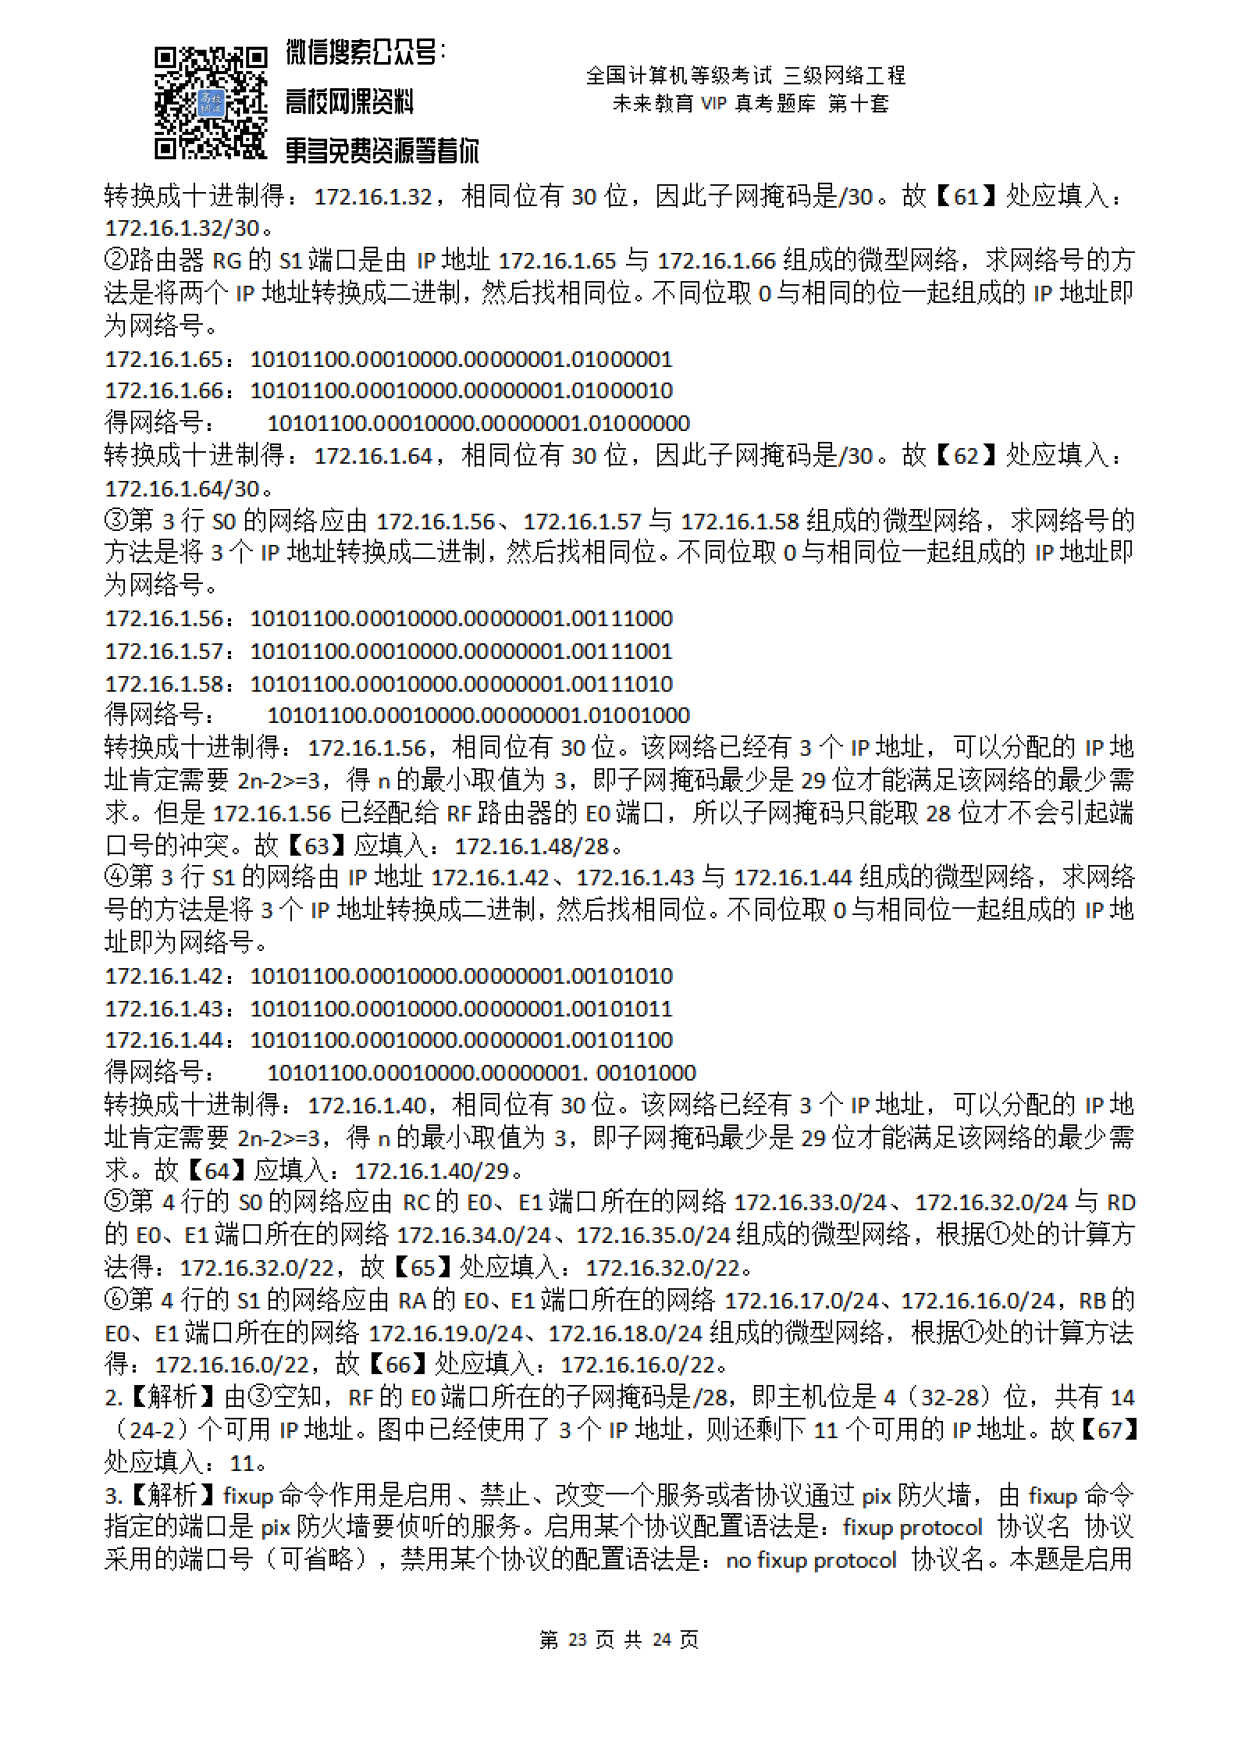 微信搜索公众号：
高校网课资料
更多免费资源等着你
全国计算机等级考试 三级网络工程
未来教育 VIP 真考题库 第十套
转换成十进制得：172.16.1.32，相同位有 30 位，因此子网掩码是/30。故【61】处应填入：
172.16.1.32/30。
②路由器 RG 的 S1 端口是由 IP 地址 172.16.1.65 与 172.16.1.66 组成的微型网络，求网络号的方
法是将两个 IP 地址转换成二进制，然后找相同位。不同位取 0 与相同的位一起组成的 IP 地址即
为网络号。
172.16.1.65：10101100.00010000.00000001.01000001
172.16.1.66：10101100.00010000.00000001.01000010
得网络号：　　10101100.00010000.00000001.01000000
转换成十进制得：172.16.1.64，相同位有 30 位，因此子网掩码是/30。故【62】处应填入：
172.16.1.64/30。
③第 3 行 S0 的网络应由 172.16.1.56、172.16.1.57 与 172.16.1.58 组成的微型网络，求网络号的
方法是将 3 个 IP 地址转换成二进制，然后找相同位。不同位取 0 与相同位一起组成的 IP 地址即
为网络号。
172.16.1.56：10101100.00010000.00000001.00111000
172.16.1.57：10101100.00010000.00000001.00111001
172.16.1.58：10101100.00010000.00000001.00111010
得网络号：　　10101100.00010000.00000001.01001000
转换成十进制得：172.16.1.56，相同位有 30 位。该网络已经有 3 个 IP 地址，可以分配的 IP 地
址肯定需要 2n-2>=3，得 n 的最小取值为 3，即子网掩码最少是 29 位才能满足该网络的最少需
求。但是 172.16.1.56 已经配给 RF 路由器的 E0 端口，所以子网掩码只能取 28 位才不会引起端
口号的冲突。故【63】应填入：172.16.1.48/28。
④第 3 行 S1 的网络由 IP 地址 172.16.1.42、172.16.1.43 与 172.16.1.44 组成的微型网络，求网络
号的方法是将 3 个 IP 地址转换成二进制，然后找相同位。不同位取 0 与相同位一起组成的 IP 地
址即为网络号。
172.16.1.42：10101100.00010000.00000001.00101010
172.16.1.43：10101100.00010000.00000001.00101011
172.16.1.44：10101100.00010000.00000001.00101100
得网络号：　　10101100.00010000.00000001. 00101000
转换成十进制得：172.16.1.40，相同位有 30 位。该网络已经有 3 个 IP 地址，可以分配的 IP 地
址肯定需要 2n-2>=3，得 n 的最小取值为 3，即子网掩码最少是 29 位才能满足该网络的最少需
求。故【64】应填入：172.16.1.40/29。
⑤第 4 行的 S0 的网络应由 RC 的 E0、E1 端口所在的网络 172.16.33.0/24、172.16.32.0/24 与 RD
的 E0、E1 端口所在的网络 172.16.34.0/24、172.16.35.0/24 组成的微型网络，根据①处的计算方
法得：172.16.32.0/22，故【65】处应填入：172.16.32.0/22。
⑥第 4 行的 S1 的网络应由 RA 的 E0、E1 端口所在的网络 172.16.17.0/24、172.16.16.0/24，RB 的
E0、E1 端口所在的网络 172.16.19.0/24、172.16.18.0/24 组成的微型网络，根据①处的计算方法
得：172.16.16.0/22，故【66】处应填入：172.16.16.0/22。
2.【解析】由③空知，RF 的 E0 端口所在的子网掩码是/28，即主机位是 4（32-28）位，共有 14
（24-2）个可用 IP 地址。图中已经使用了 3 个 IP 地址，则还剩下 11 个可用的 IP 地址。故【67】
处应填入：11。
3.【解析】fixup 命令作用是启用、禁止、改变一个服务或者协议通过 pix 防火墙，由 fixup 命令
指定的端口是 pix 防火墙要侦听的服务。启用某个协议配置语法是：fixup protocol 协议名 协议
采用的端口号（可省略），禁用某个协议的配置语法是：no fixup protocol 协议名。本题是启用
第 23 页 共 24 页